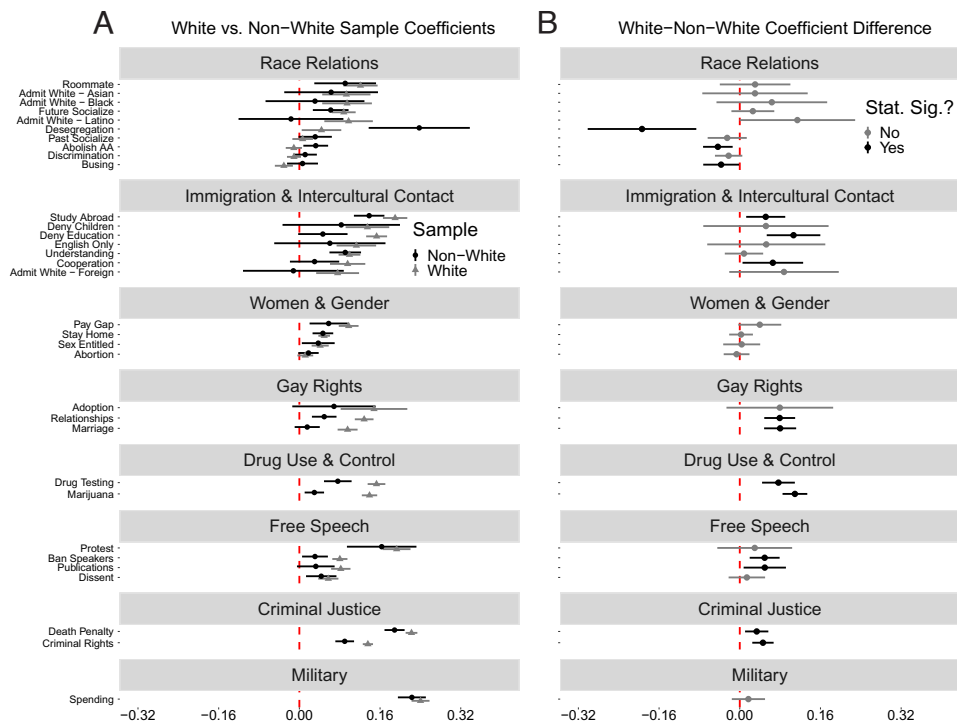 A
White vs. Non−White Sample Coefficients
Race Relations
Roommate
Admit White − Asian
Admit White − Black
Future Socialize
Admit White − Latino
Desegregation
Past Socialize
Abolish AA
Discrimination
Busing
Immigration & Intercultural Contact
Study Abroad
Deny Children
Deny Education
English Only
Understanding
Cooperation
Admit White − Foreign
Sample
Non−White
White
Women & Gender
Pay Gap
Stay Home
Sex Entitled
Abortion
Gay Rights
Adoption
Relationships
Marriage
Drug Use & Control
Drug Testing
Marijuana
Free Speech
Protest
Ban Speakers
Publications
Dissent
Criminal Justice
Death Penalty
Criminal Rights
Military
Spending
−0.32 −0.16 0.00 0.16 0.32
B
White−Non−White Coefficient Difference
Race Relations
Stat. Sig.?
No
Yes
Immigration & Intercultural Contact
Women & Gender
Gay Rights
Drug Use & Control
Free Speech
Criminal Justice
Military
−0.32 −0.16 0.00 0.16 0.32